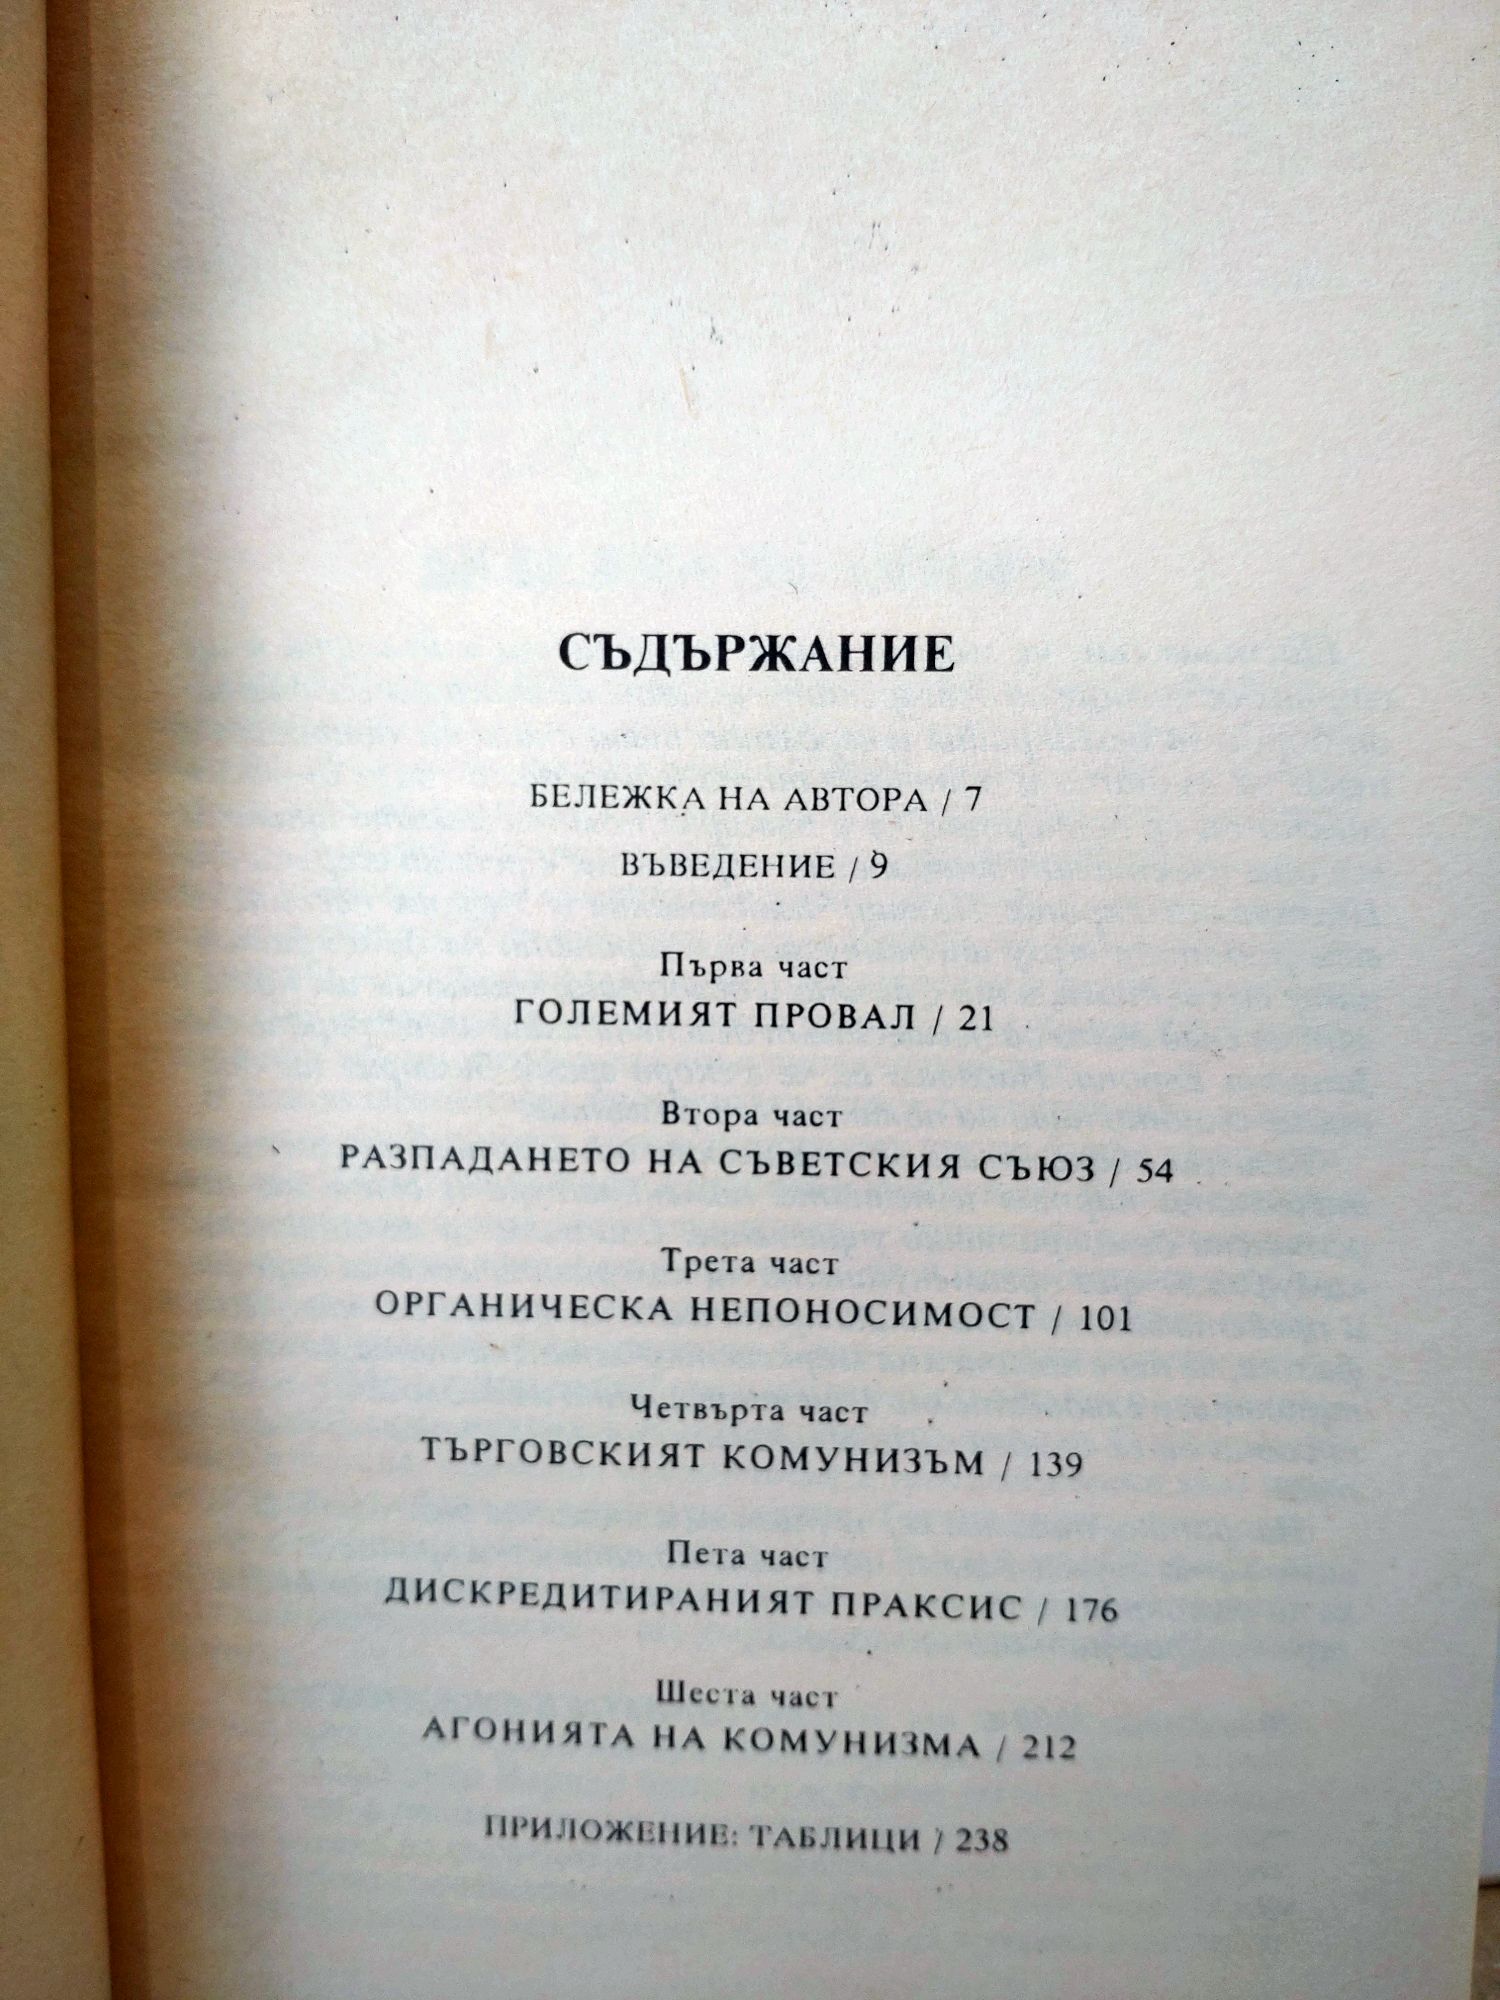 СЪДЪРЖАНИЕ
БЕЛЕЖКА НА АВТОРА / 7
ВЪВЕДЕНИЕ / 9
Първа част
ГОЛЕМИЯТ ПРОВАЛ / 21
Втора част
РАЗПАДАНЕТО НА СЪВЕТСКИЯ СЪЮЗ / 54
Трета част
ОРГАНИЧЕСКА НЕПОНОСИМОСТ / 101
Четвърта част
ТЪРГОВСКИЯТ КОМУНИЗЪМ / 139
Пета част
ДИСКРЕДИТИРАНИЯТ ПРАКСИС / 176
Шеста част
АГОНИЯТА НА КОМУНИЗМА / 212
ПРИЛОЖЕНИЕ: ТАБЛИЦИ / 238